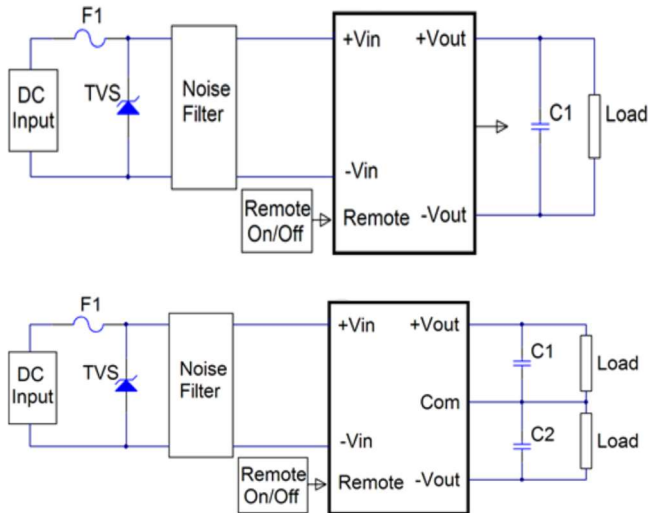 F1
DC
Input
TVS
Noise
Filter
+Vin
+Vout
C1
Load
-Vin
Remote
On/Off
Remote
-Vout
F1
DC
Input
TVS
Noise
Filter
+Vin
+Vout
C1
Load
Com
C2
Load
-Vin
Remote
On/Off
Remote
-Vout